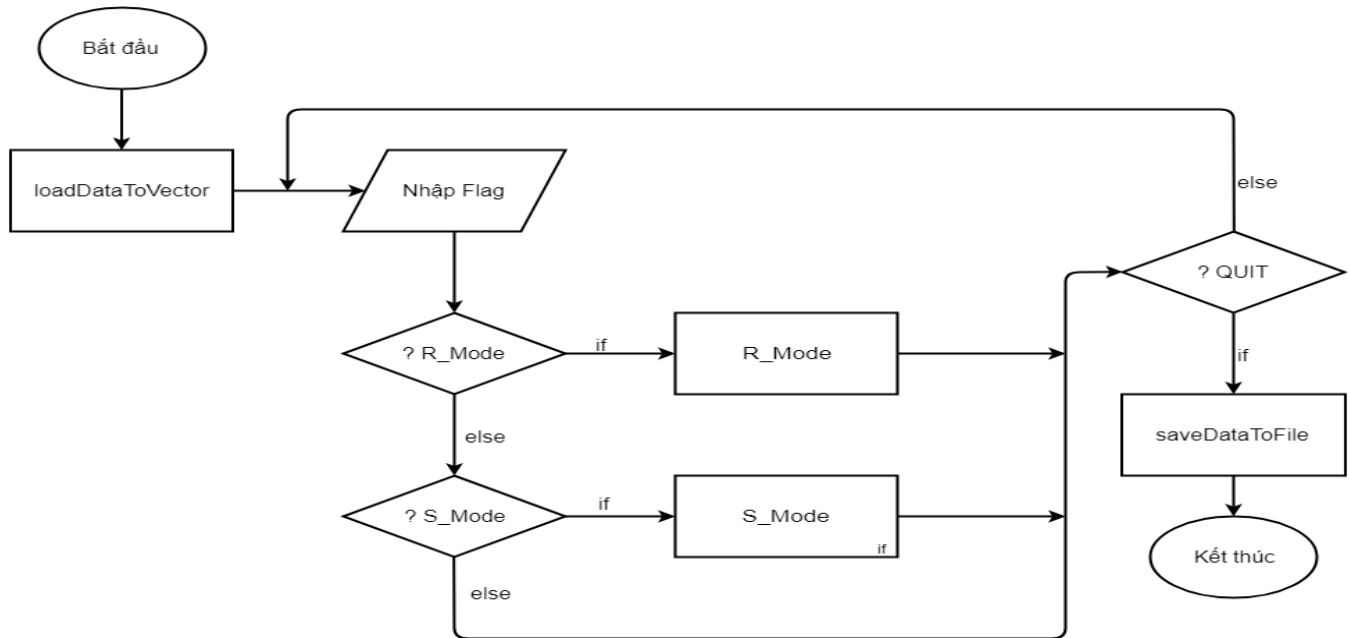 Bắt đầu
loadDataToVector
Nhập Flag
else
? QUIT
? R_Mode
if
R_Mode
if
else
saveDataToFile
? S_Mode
if
S_Mode
if
Kết thúc
else